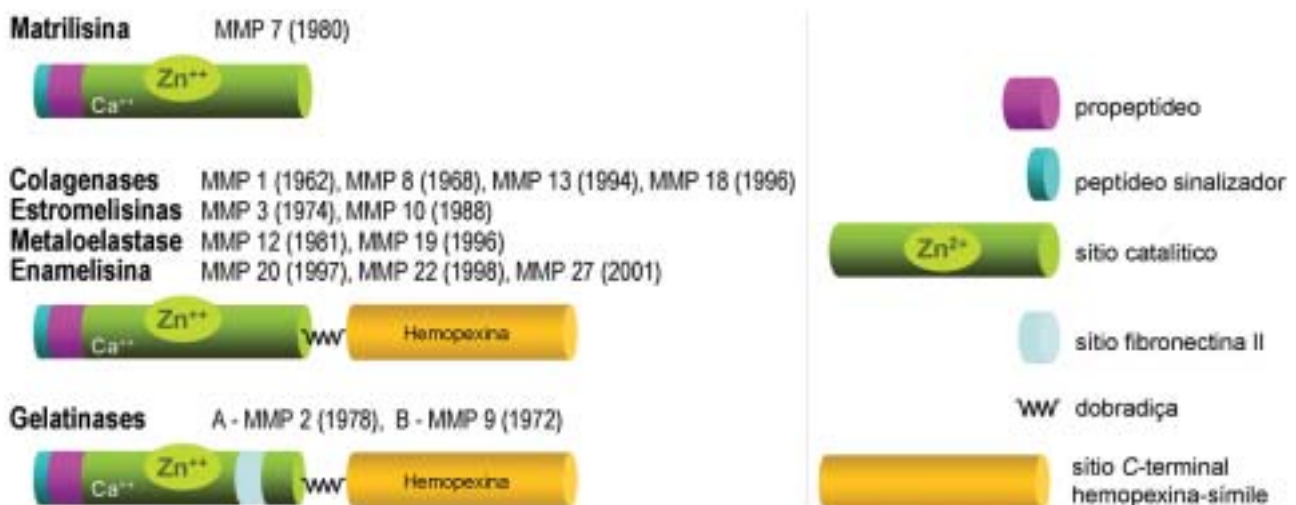 Matrilisina MMP 7 (1980)
Zn⁺⁺
Ca⁺⁺
Colagenases MMP 1 (1962), MMP 8 (1968), MMP 13 (1994), MMP 18 (1996)
Estromelisinas MMP 3 (1974), MMP 10 (1988)
Metaloelastase MMP 12 (1981), MMP 19 (1996)
Enamelisina MMP 20 (1997), MMP 22 (1998), MMP 27 (2001)
Zn⁺⁺
Ca⁺⁺
Hemopexina
Gelatinases A - MMP 2 (1978), B - MMP 9 (1972)
Zn⁺⁺
Ca⁺⁺
Hemopexina
propeptídeo
peptídeo sinalizador
Zn²⁺
sítio catalítico
sítio fibronectina II
dobradiça
sítio C-terminal
hemopexina-símile